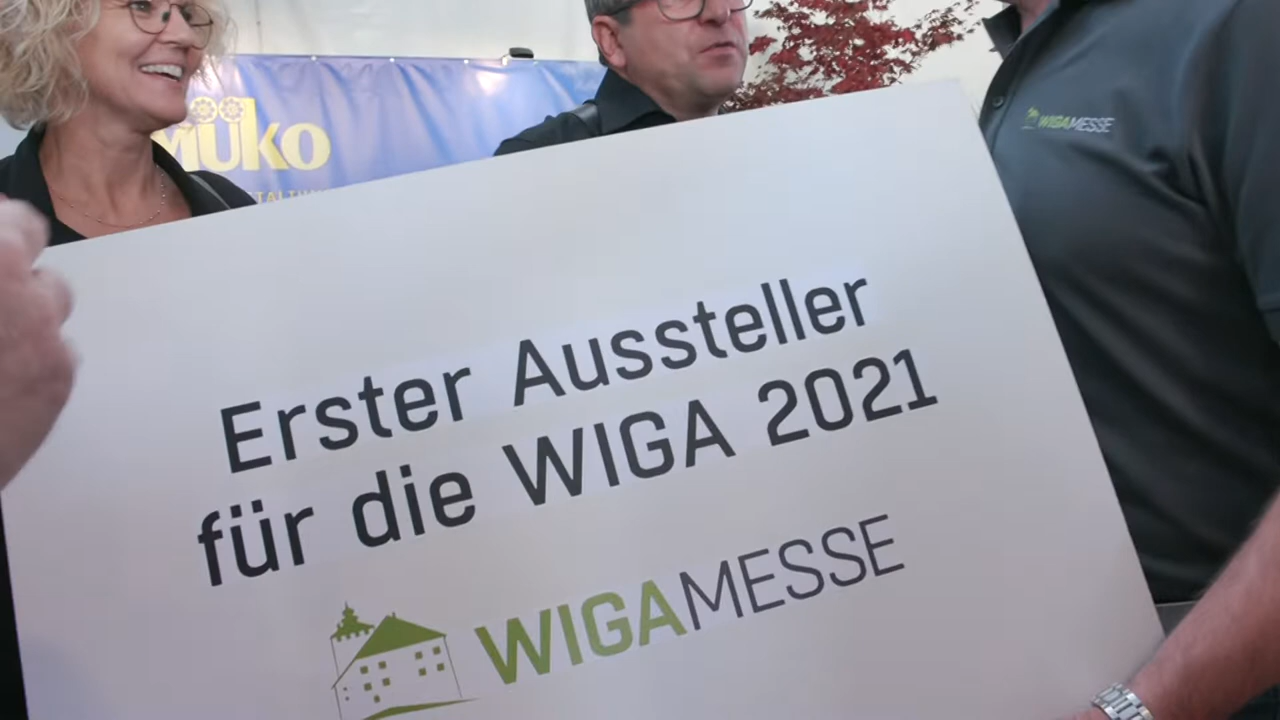 müko
WIGAMESSE
Erster Aussteller
für die WIGA 2021
WIGAMESSE